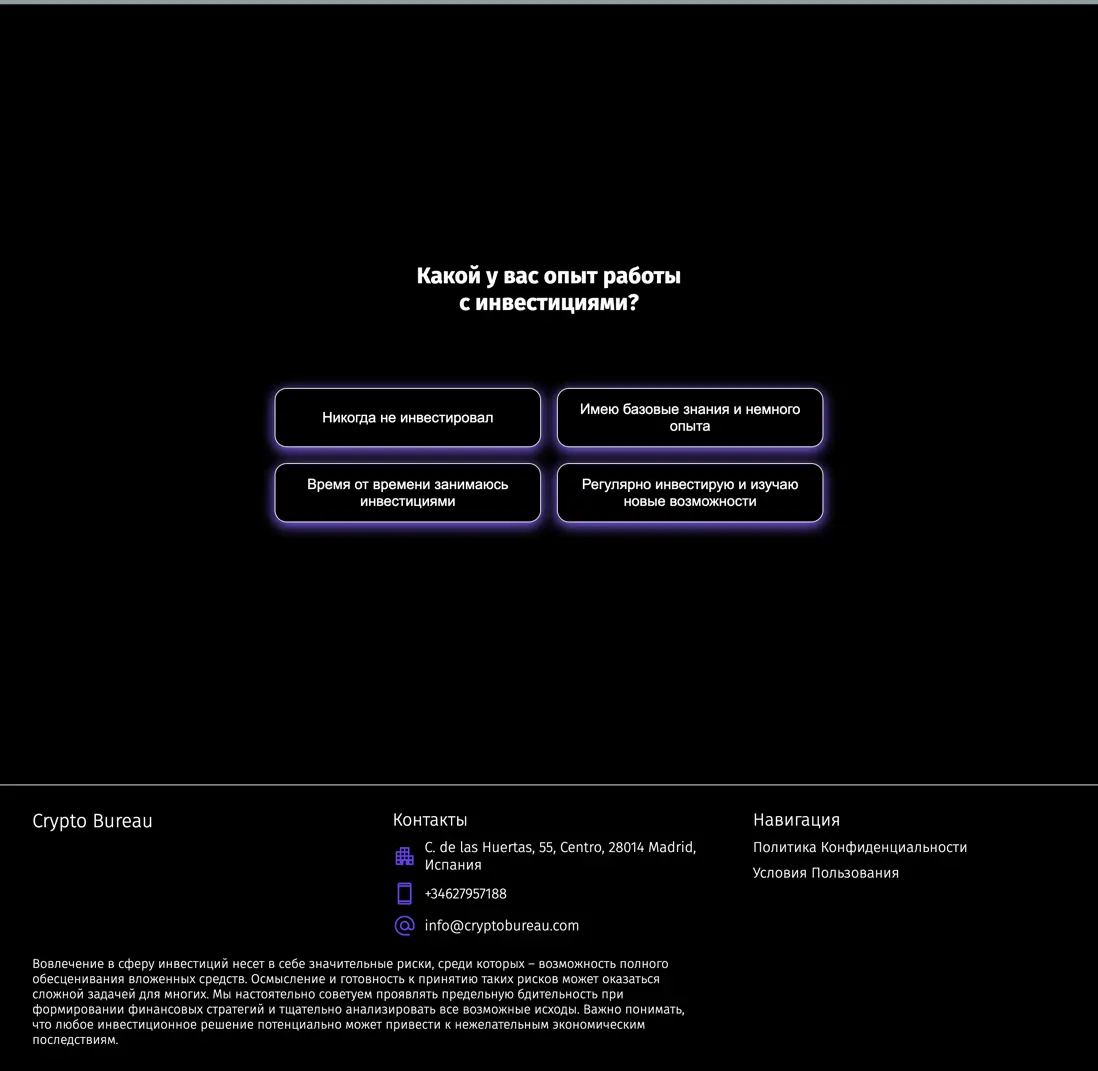 Какой у вас опыт работы
с инвестициями?
Никогда не инвестировал
Имею базовые знания и немного
опыта
Время от времени занимаюсь
инвестициями
Регулярно инвестирую и изучаю
новые возможности
Crypto Bureau
Контакты
C. de las Huertas, 55, Centro, 28014 Madrid,
Испания
+34627957188
info@cryptobureau.com
Навигация
Политика Конфиденциальности
Условия Пользования
Вовлечение в сферу инвестиций несет в себе значительные риски, среди которых – возможность полного
обесценивания вложенных средств. Осмысление и готовность к принятию таких рисков может оказаться
сложной задачей для многих. Мы настоятельно советуем проявлять предельную бдительность при
формировании финансовых стратегий и тщательно анализировать все возможные исходы. Важно понимать,
что любое инвестиционное решение потенциально может привести к нежелательным экономическим
последствиям.